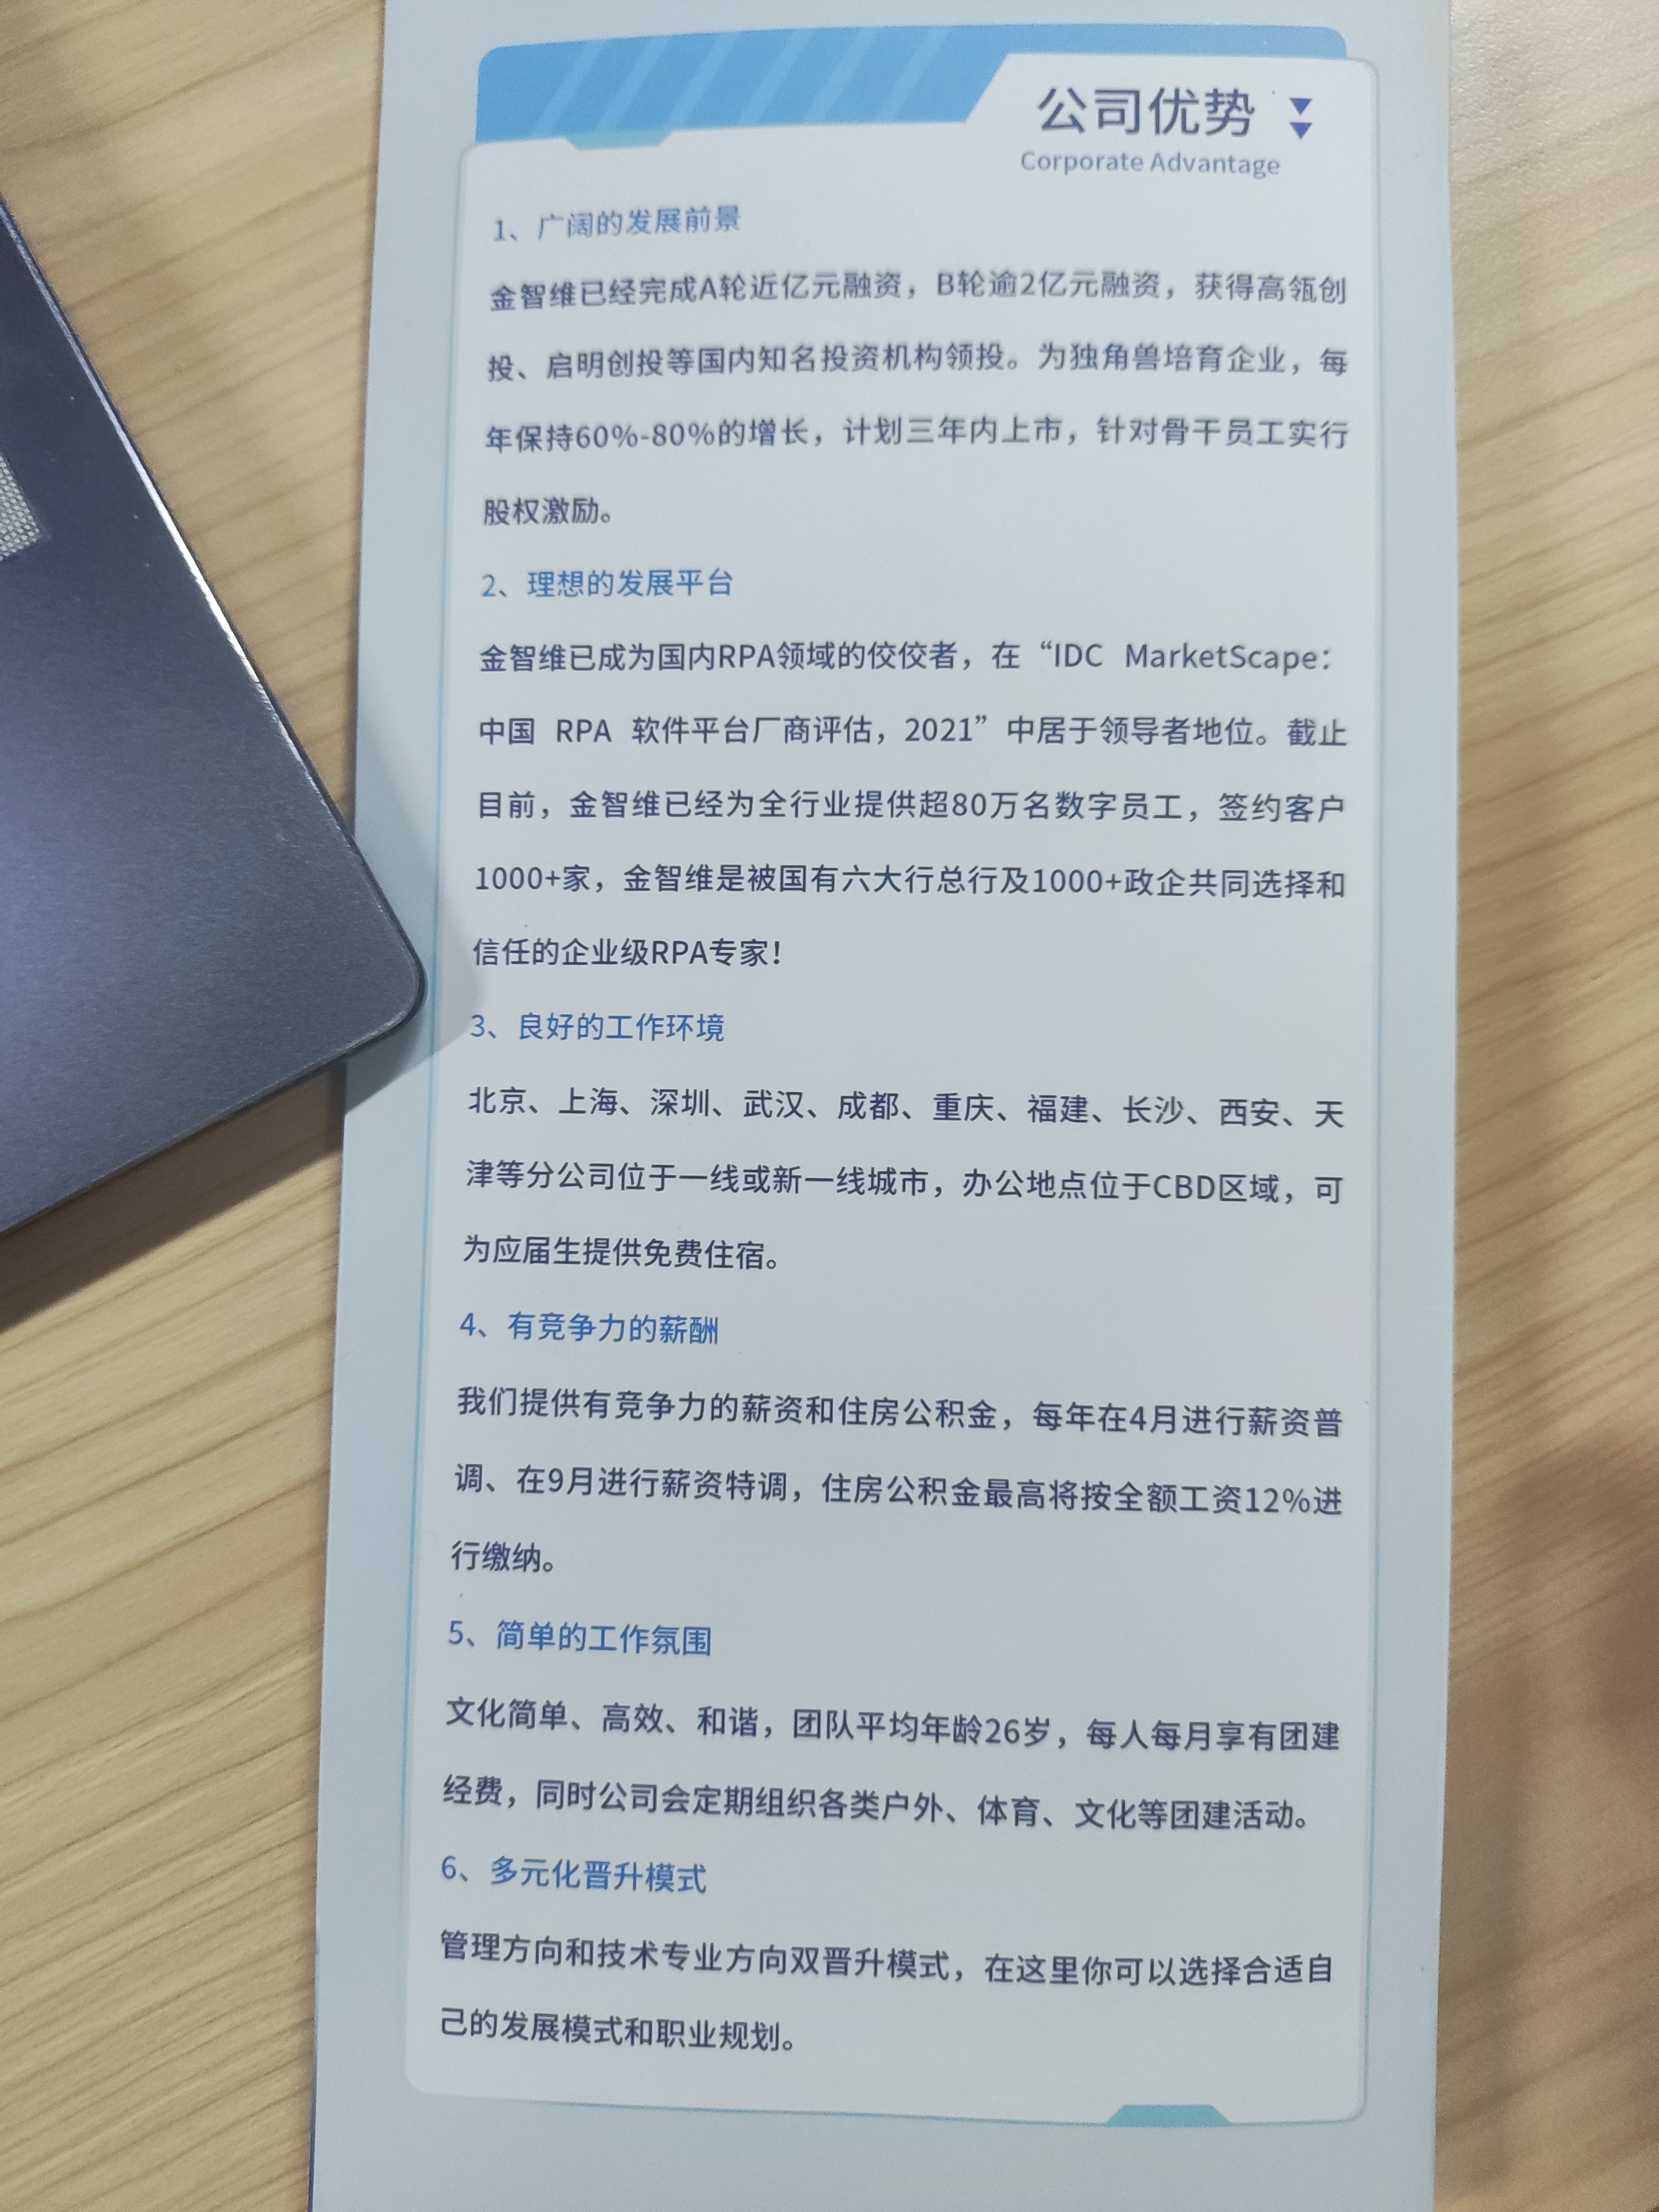 公司优势
Corporate Advantage
1、广阔的发展前景
金智维已经完成A轮近亿元融资，B轮逾2亿元融资，获得高瓴创
投、启明创投等国内知名投资机构领投。为独角兽培育企业，每
年保持60%-80%的增长，计划三年内上市，针对骨干员工实行
股权激励。
2、理想的发展平台
金智维已成为国内RPA领域的佼佼者，在“IDC MarketScape：
中国 RPA 软件平台厂商评估，2021”中居于领导者地位。截止
目前，金智维已经为全行业提供超80万名数字员工，签约客户
1000+家，金智维是被国有六大行总行及1000+政企共同选择和
信任的企业级RPA专家！
3、良好的工作环境
北京、上海、深圳、武汉、成都、重庆、福建、长沙、西安、天
津等分公司位于一线或新一线城市，办公地点位于CBD区域，可
为应届生提供免费住宿。
4、有竞争力的薪酬
我们提供有竞争力的薪资和住房公积金，每年在4月进行薪资普
调、在9月进行薪资特调，住房公积金最高将按全额工资12%进
行缴纳。
5、简单的工作氛围
文化简单、高效、和谐，团队平均年龄26岁，每人每月享有团建
经费，同时公司会定期组织各类户外、体育、文化等团建活动。
6、多元化晋升模式
管理方向和技术专业方向双晋升模式，在这里你可以选择合适自
己的发展模式和职业规划。